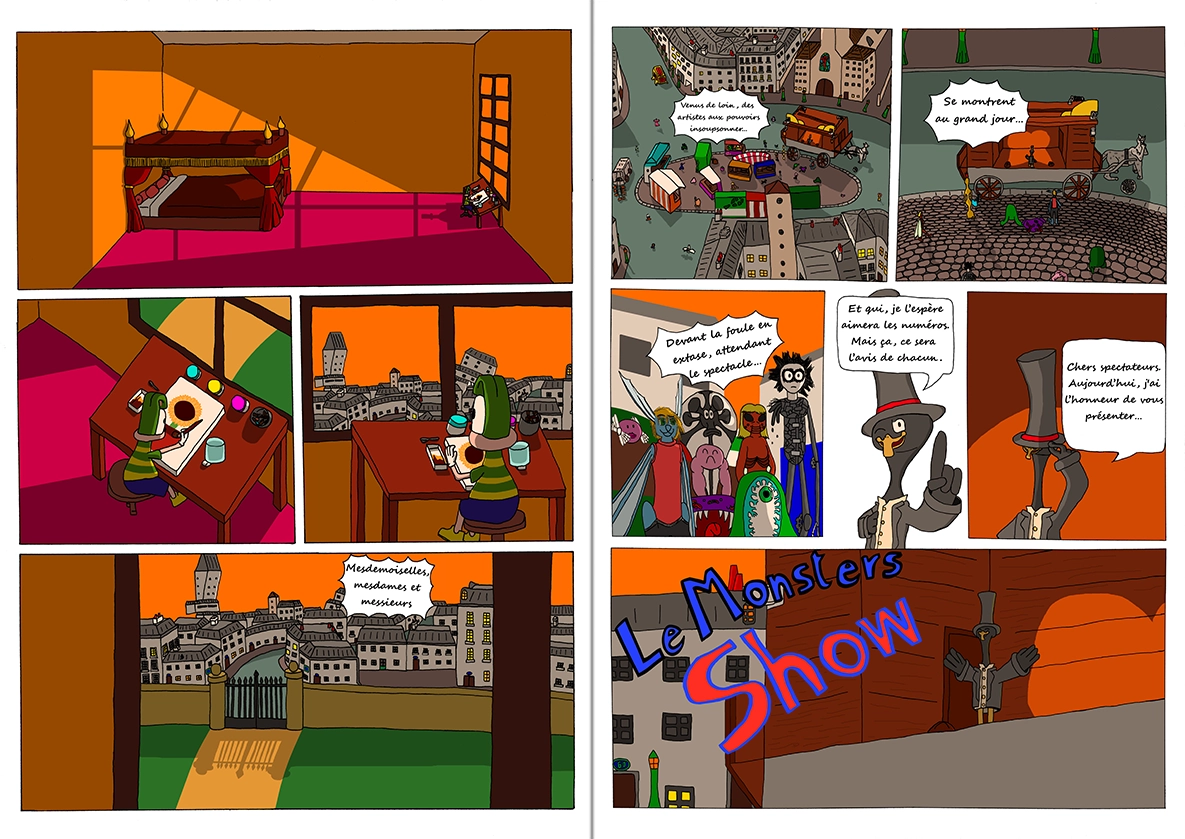 Mesdemoiselles,
mesdames et
messieurs
Venus de loin, des
artistes aux pouvoirs
insoupsonner...
Se montrent
au grand jour...
Devant la foule en
extase, attendant
le spectacle...
Et qui, je l'espère
aimera les numéros.
Mais ça, ce sera
l'avis de chacun.
Chers spectateurs.
Aujourd'hui, j'ai
l'honneur de vous
présenter...
Le Monsters
Show